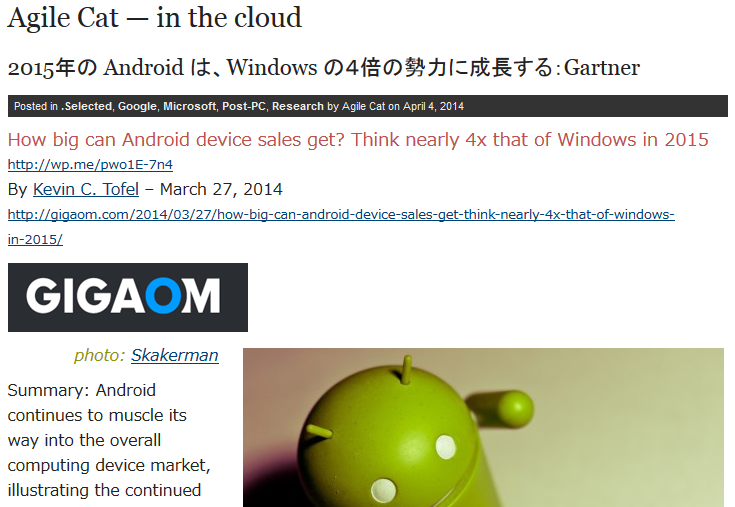 Agile Cat — in the cloud
2015年の Android は、Windows の４倍の勢力に成長する：Gartner
Posted in .Selected, Google, Microsoft, Post-PC, Research by Agile Cat on April 4, 2014
How big can Android device sales get? Think nearly 4x that of Windows in 2015
http://wp.me/pwo1E-7n4
By Kevin C. Tofel – March 27, 2014
http://gigaom.com/2014/03/27/how-big-can-android-device-sales-get-think-nearly-4x-that-of-windows-
in-2015/
GIGAOM
photo: Skakerman
Summary: Android
continues to muscle its
way into the overall
computing device market,
illustrating the continued